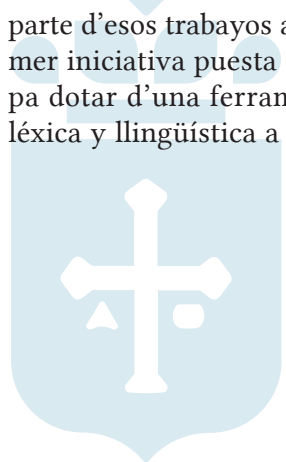 parte d’esos trabayos a
mer iniciativa puesta
pa dotar d’una ferran
léxica y llingüística a